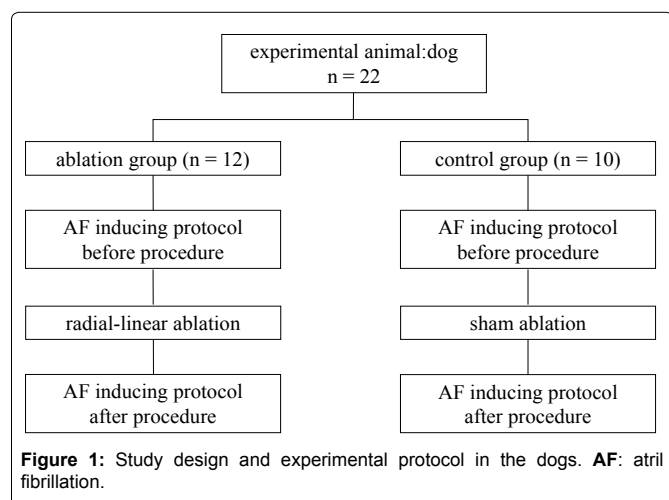 experimental animal:dog
n = 22
ablation group (n = 12)
control group (n = 10)
AF inducing protocol
before procedure
AF inducing protocol
before procedure
radial-linear ablation
sham ablation
AF inducing protocol
after procedure
AF inducing protocol
after procedure
Figure 1: Study design and experimental protocol in the dogs. AF: atril
fibrillation.